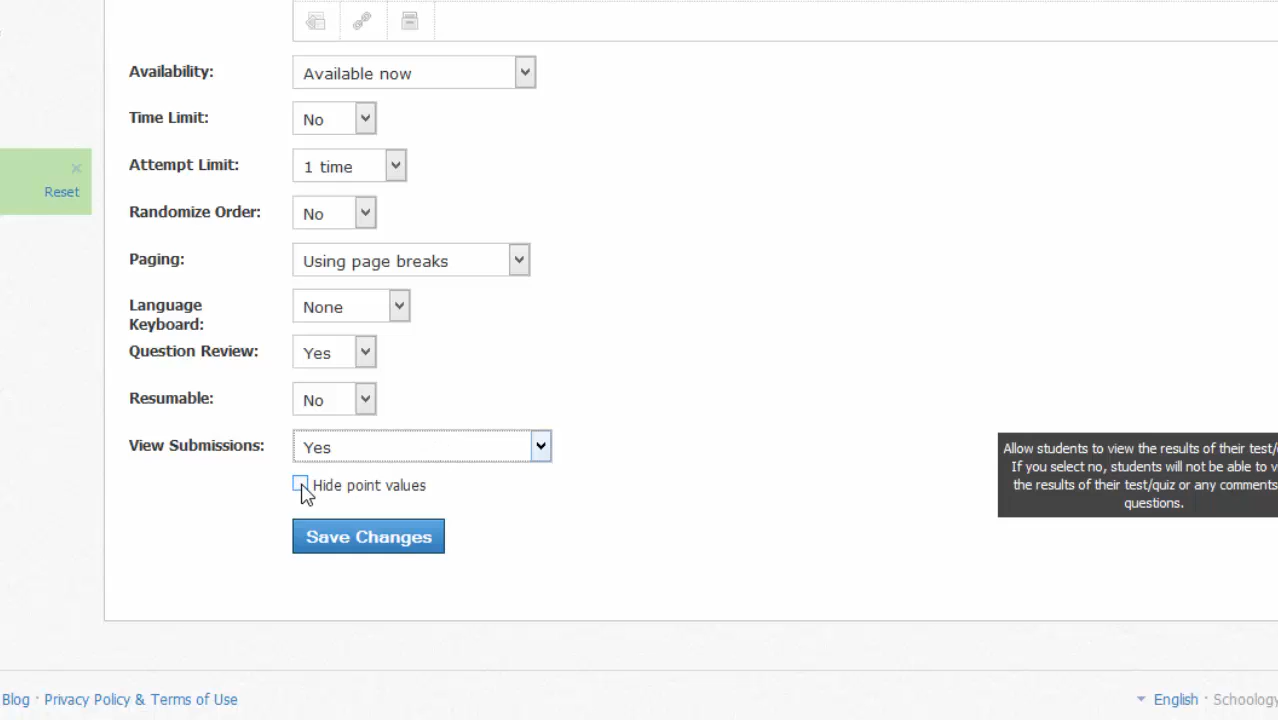 Availability: Available now
Time Limit: No
Attempt Limit: 1 time
Randomize Order: No
Paging: Using page breaks
Language
Keyboard: None
Question Review: Yes
Resumable: No
View Submissions: Yes
Hide point values
Save Changes
Reset
Allow students to view the results of their test/
If you select no, students will not be able to
the results of their test/quiz or any comments
questions.
Blog · Privacy Policy & Terms of Use
English · Schoology